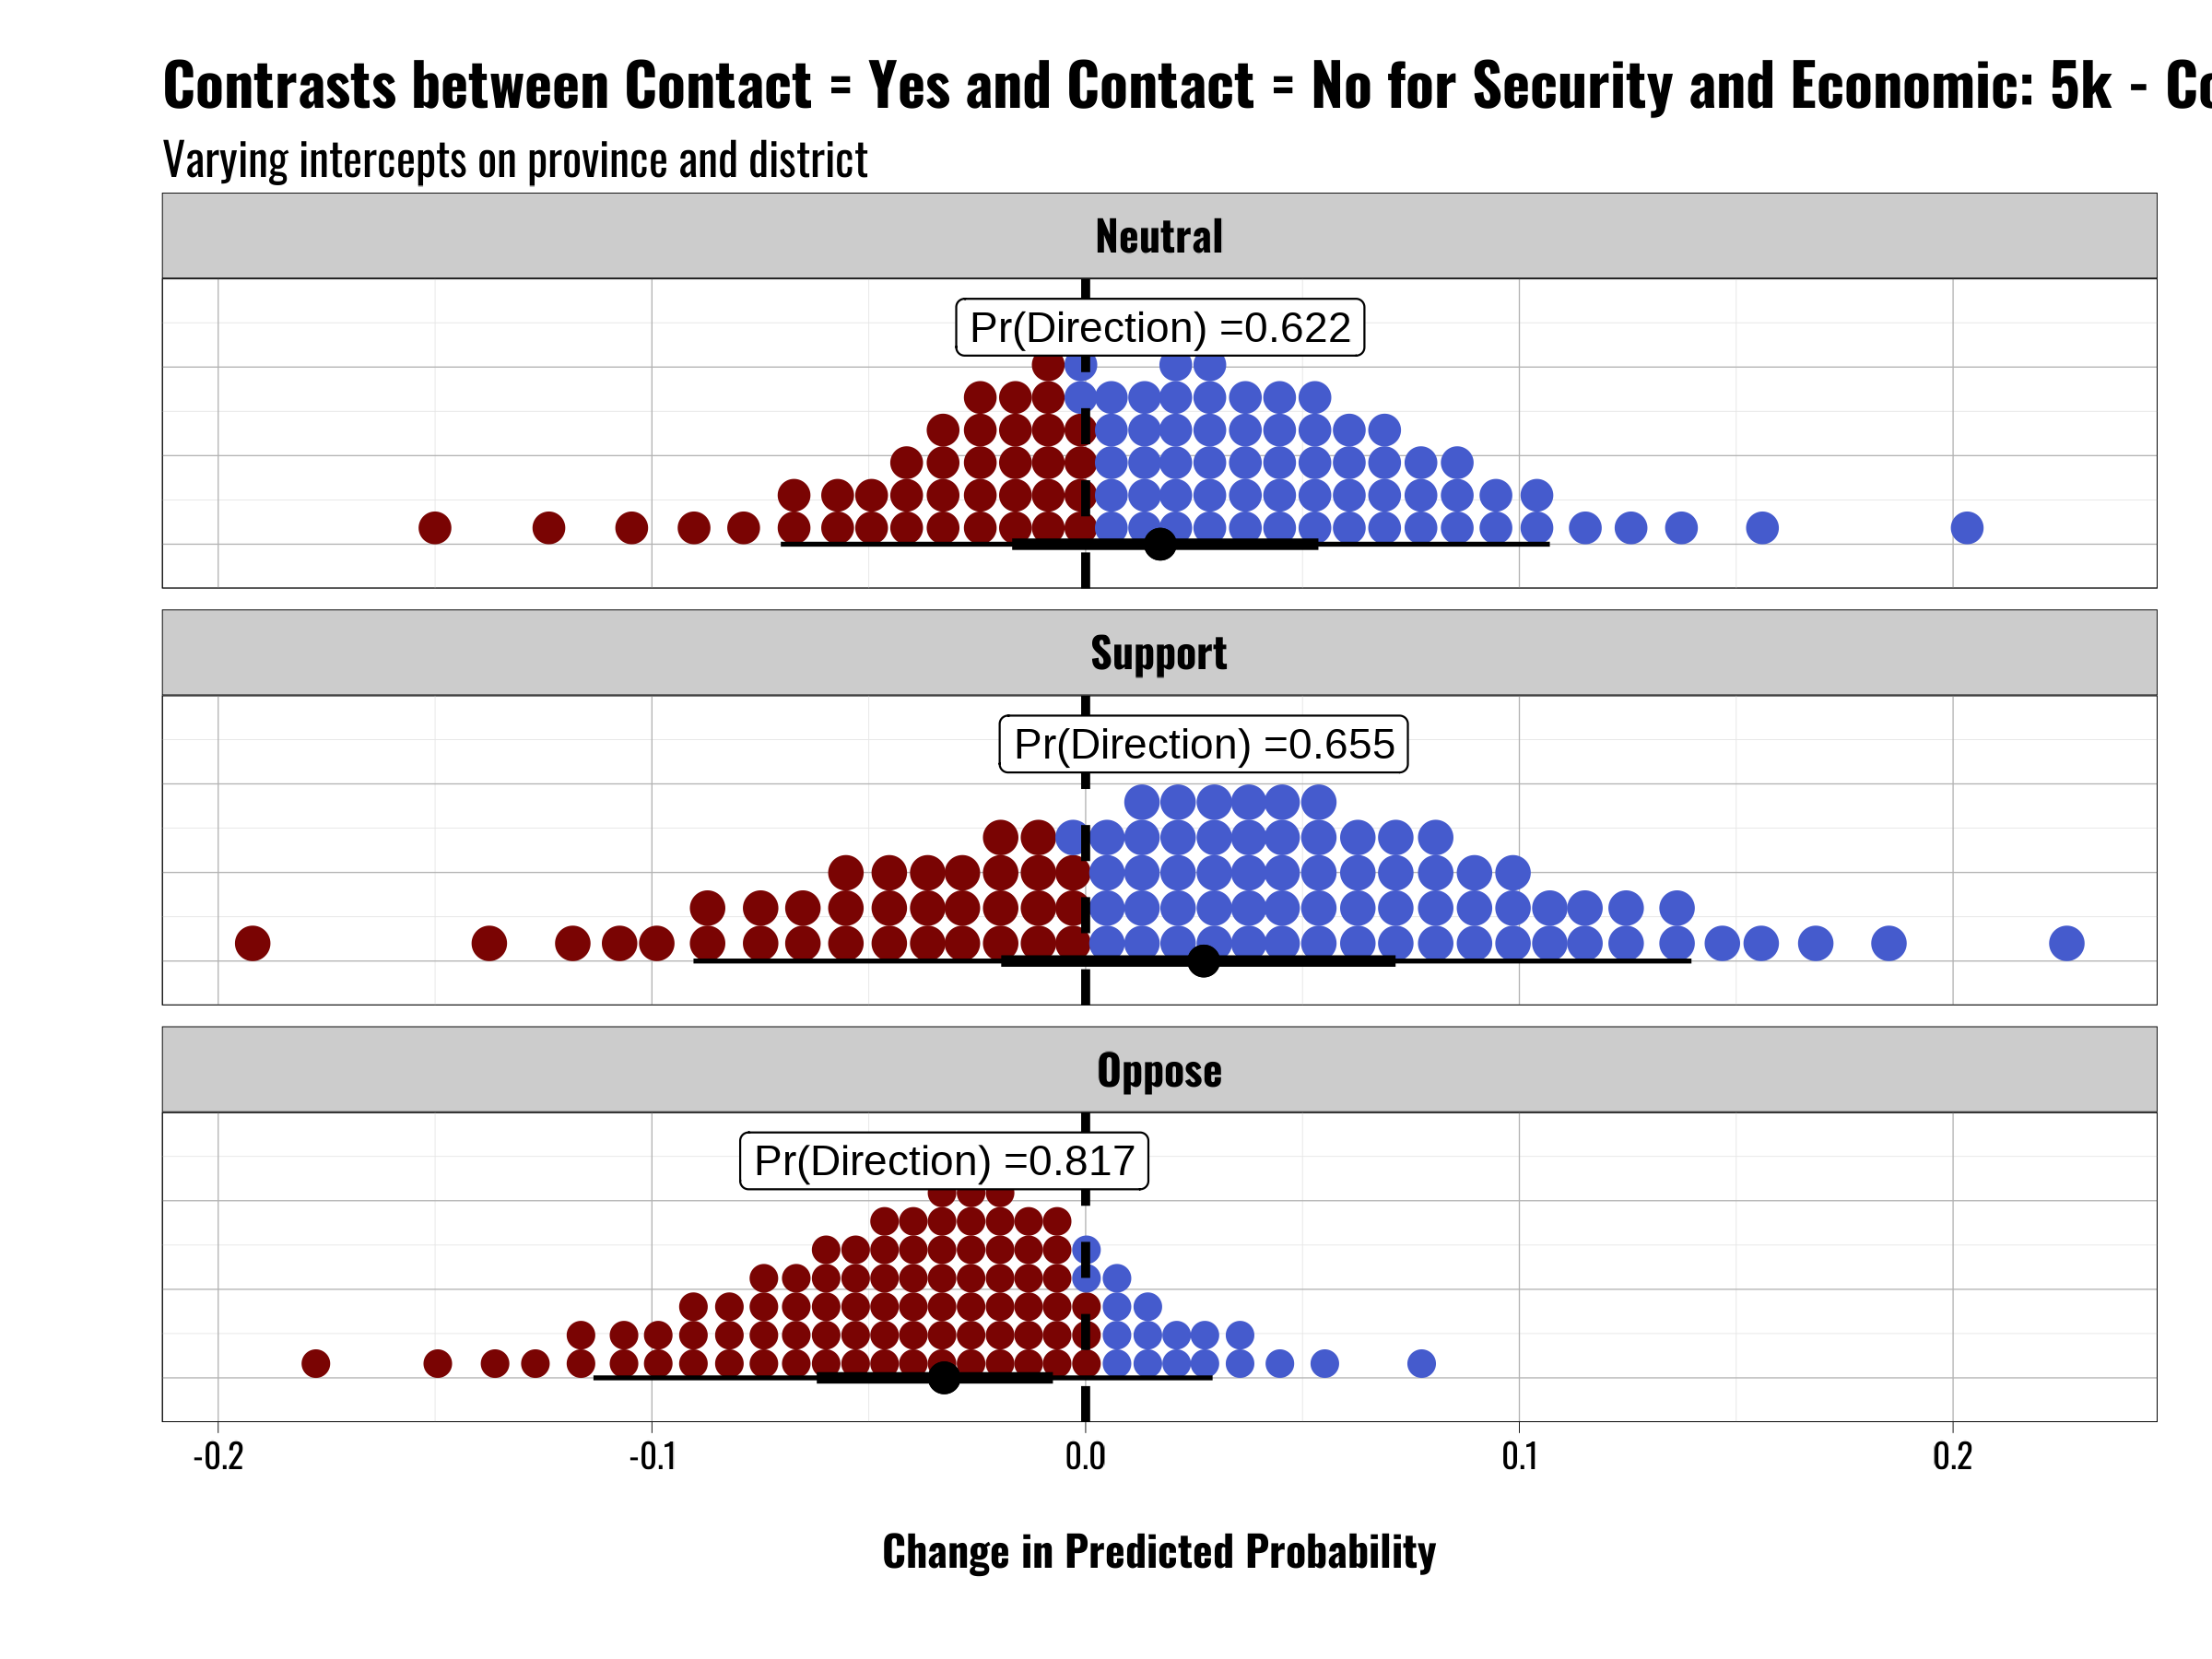 Contrasts between Contact = Yes and Contact = No for Security and Economic: 5k - Co
Varying intercepts on province and district
Neutral
Pr(Direction) =0.622
Support
Pr(Direction) =0.655
Oppose
Pr(Direction) =0.817
-0.2 -0.1 0.0 0.1 0.2
Change in Predicted Probability